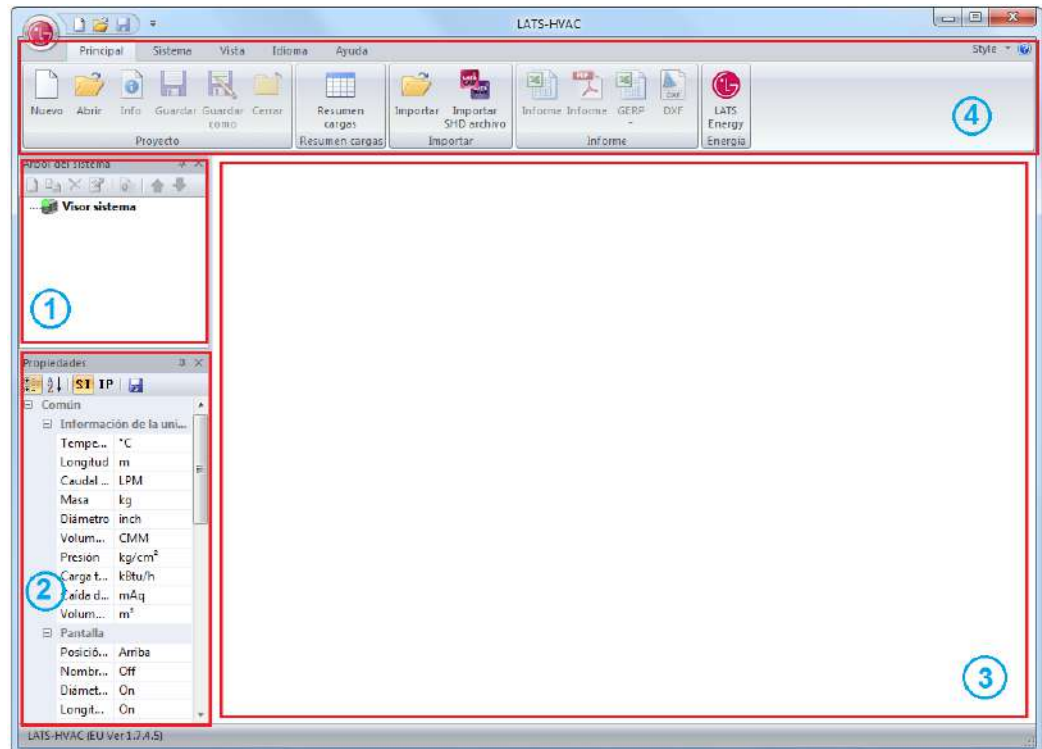 LATS-HVAC
Principal Sistema Vista Idioma Ayuda Style
Nuevo Abrir Info Guardar Guardar como Cerrar
Resumen cargas
Importar Importar SHD archivo
Informe Informe GERP DXF
LATS Energy
Proyecto Resumen cargas Importar Informe Energía
4
Arbol del sistema
Visor sistema
1
Propiedades
SI IP
Común
Información de la uni...
Tempe... °C
Longitud m
Caudal ... LPM
Masa kg
Diámetro inch
Volum... CMM
Presión kg/cm²
Carga t... kBtu/h
Caída d... mAq
Volum... m³
Pantalla
Posició... Arriba
Nombr... Off
Diámet... On
Longit... On
2
3
LATS-HVAC (EU Ver 1.7.4.5)